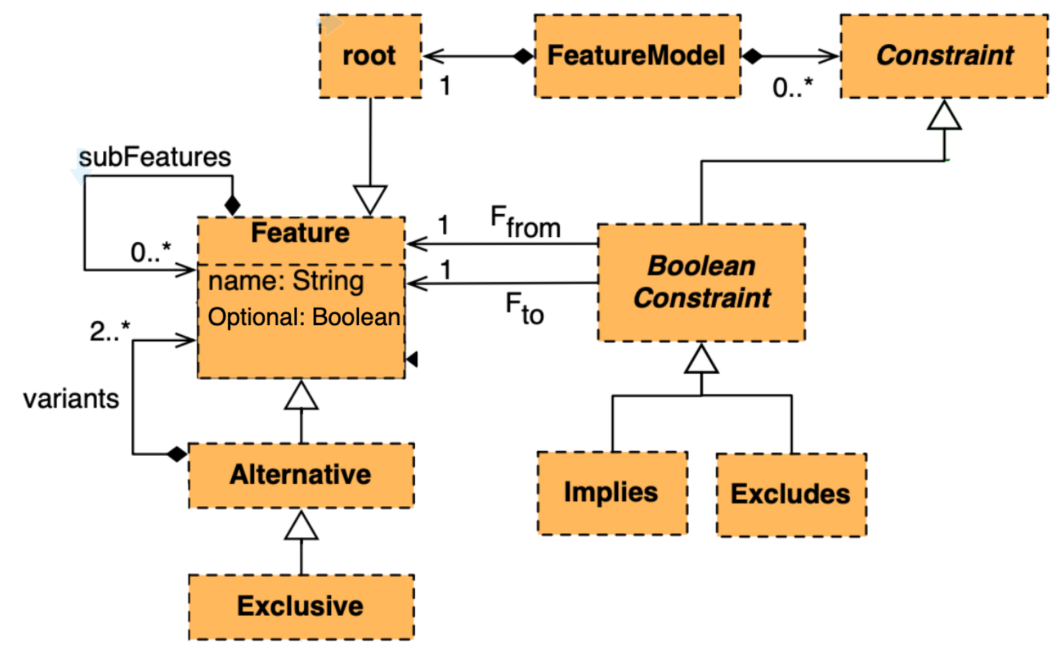 root
FeatureModel
Constraint
1
0..*
subFeatures
0..*
Feature
name: String
Optional: Boolean
1
Ffrom
1
Fto
Boolean
Constraint
2..*
variants
Alternative
Implies
Excludes
Exclusive